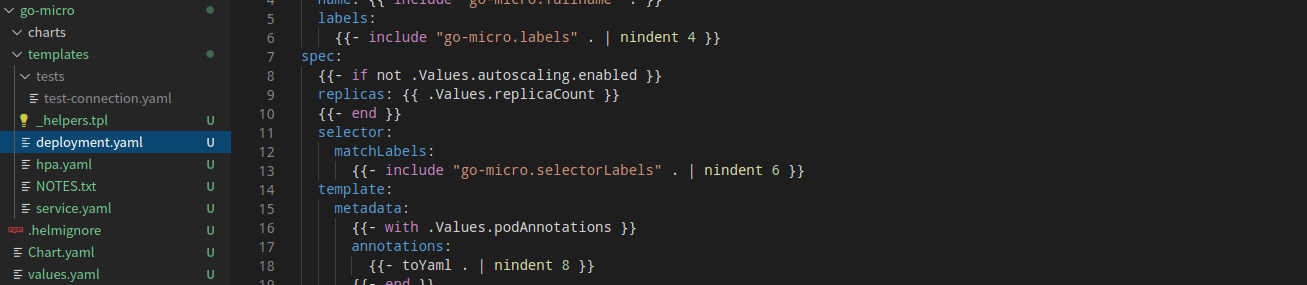 go-micro
charts
templates
tests
test-connection.yaml
_helpers.tpl U
deployment.yaml U
hpa.yaml U
NOTES.txt U
service.yaml U
.helmignore U
Chart.yaml U
values.yaml U
4 name: {{ include "go-micro.fullname" . }}
5 labels:
6 {{- include "go-micro.labels" . | nindent 4 }}
7 spec:
8 {{- if not .Values.autoscaling.enabled }}
9 replicas: {{ .Values.replicaCount }}
10 {{- end }}
11 selector:
12 matchLabels:
13 {{- include "go-micro.selectorLabels" . | nindent 6 }}
14 template:
15 metadata:
16 {{- with .Values.podAnnotations }}
17 annotations:
18 {{- toYaml . | nindent 8 }}
19 {{- end }}